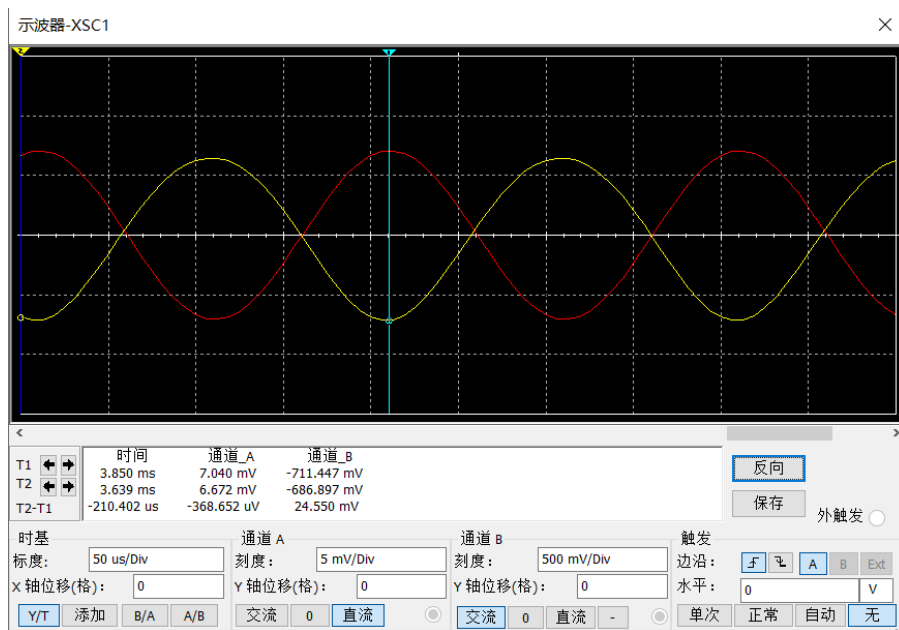 示波器-XSC1
2
1
时间 通道_A 通道_B
T1 3.850 ms 7.040 mV -711.447 mV
T2 3.639 ms 6.672 mV -686.897 mV
T2-T1 -210.402 us -368.652 uV 24.550 mV
反向
保存
外触发
时基 通道 A 通道 B 触发
标度: 50 us/Div 刻度: 5 mV/Div 刻度: 500 mV/Div 边沿: A B Ext
X 轴位移(格): 0 Y 轴位移(格): 0 Y 轴位移(格): 0 水平: 0 V
Y/T 添加 B/A A/B 交流 0 直流 交流 0 直流 - 单次 正常 自动 无